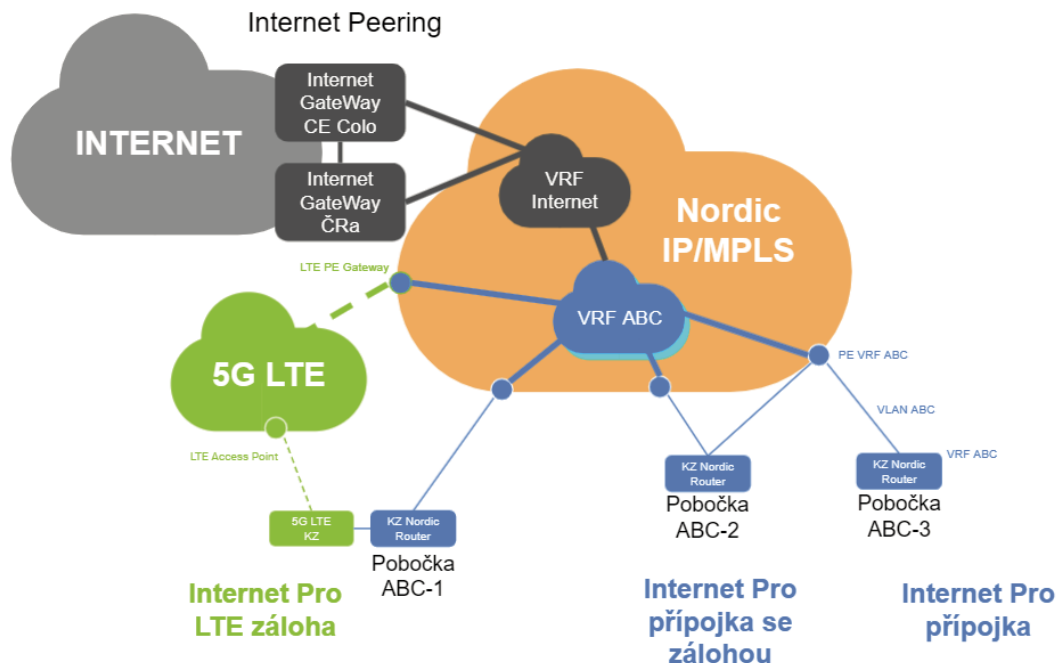 Internet Peering
INTERNET
Internet
GateWay
CE Colo
Internet
GateWay
ČRa
VRF
Internet
Nordic
IP/MPLS
LTE PE Gateway
VRF ABC
5G LTE
PE VRF ABC
VLAN ABC
LTE Access Point
KZ Nordic
Router
Pobočka
ABC-2
KZ Nordic
Router
VRF ABC
Pobočka
ABC-3
5G LTE
KZ
KZ Nordic
Router
Pobočka
ABC-1
Internet Pro
LTE záloha
Internet Pro
přípojka se
zálohou
Internet Pro
přípojka